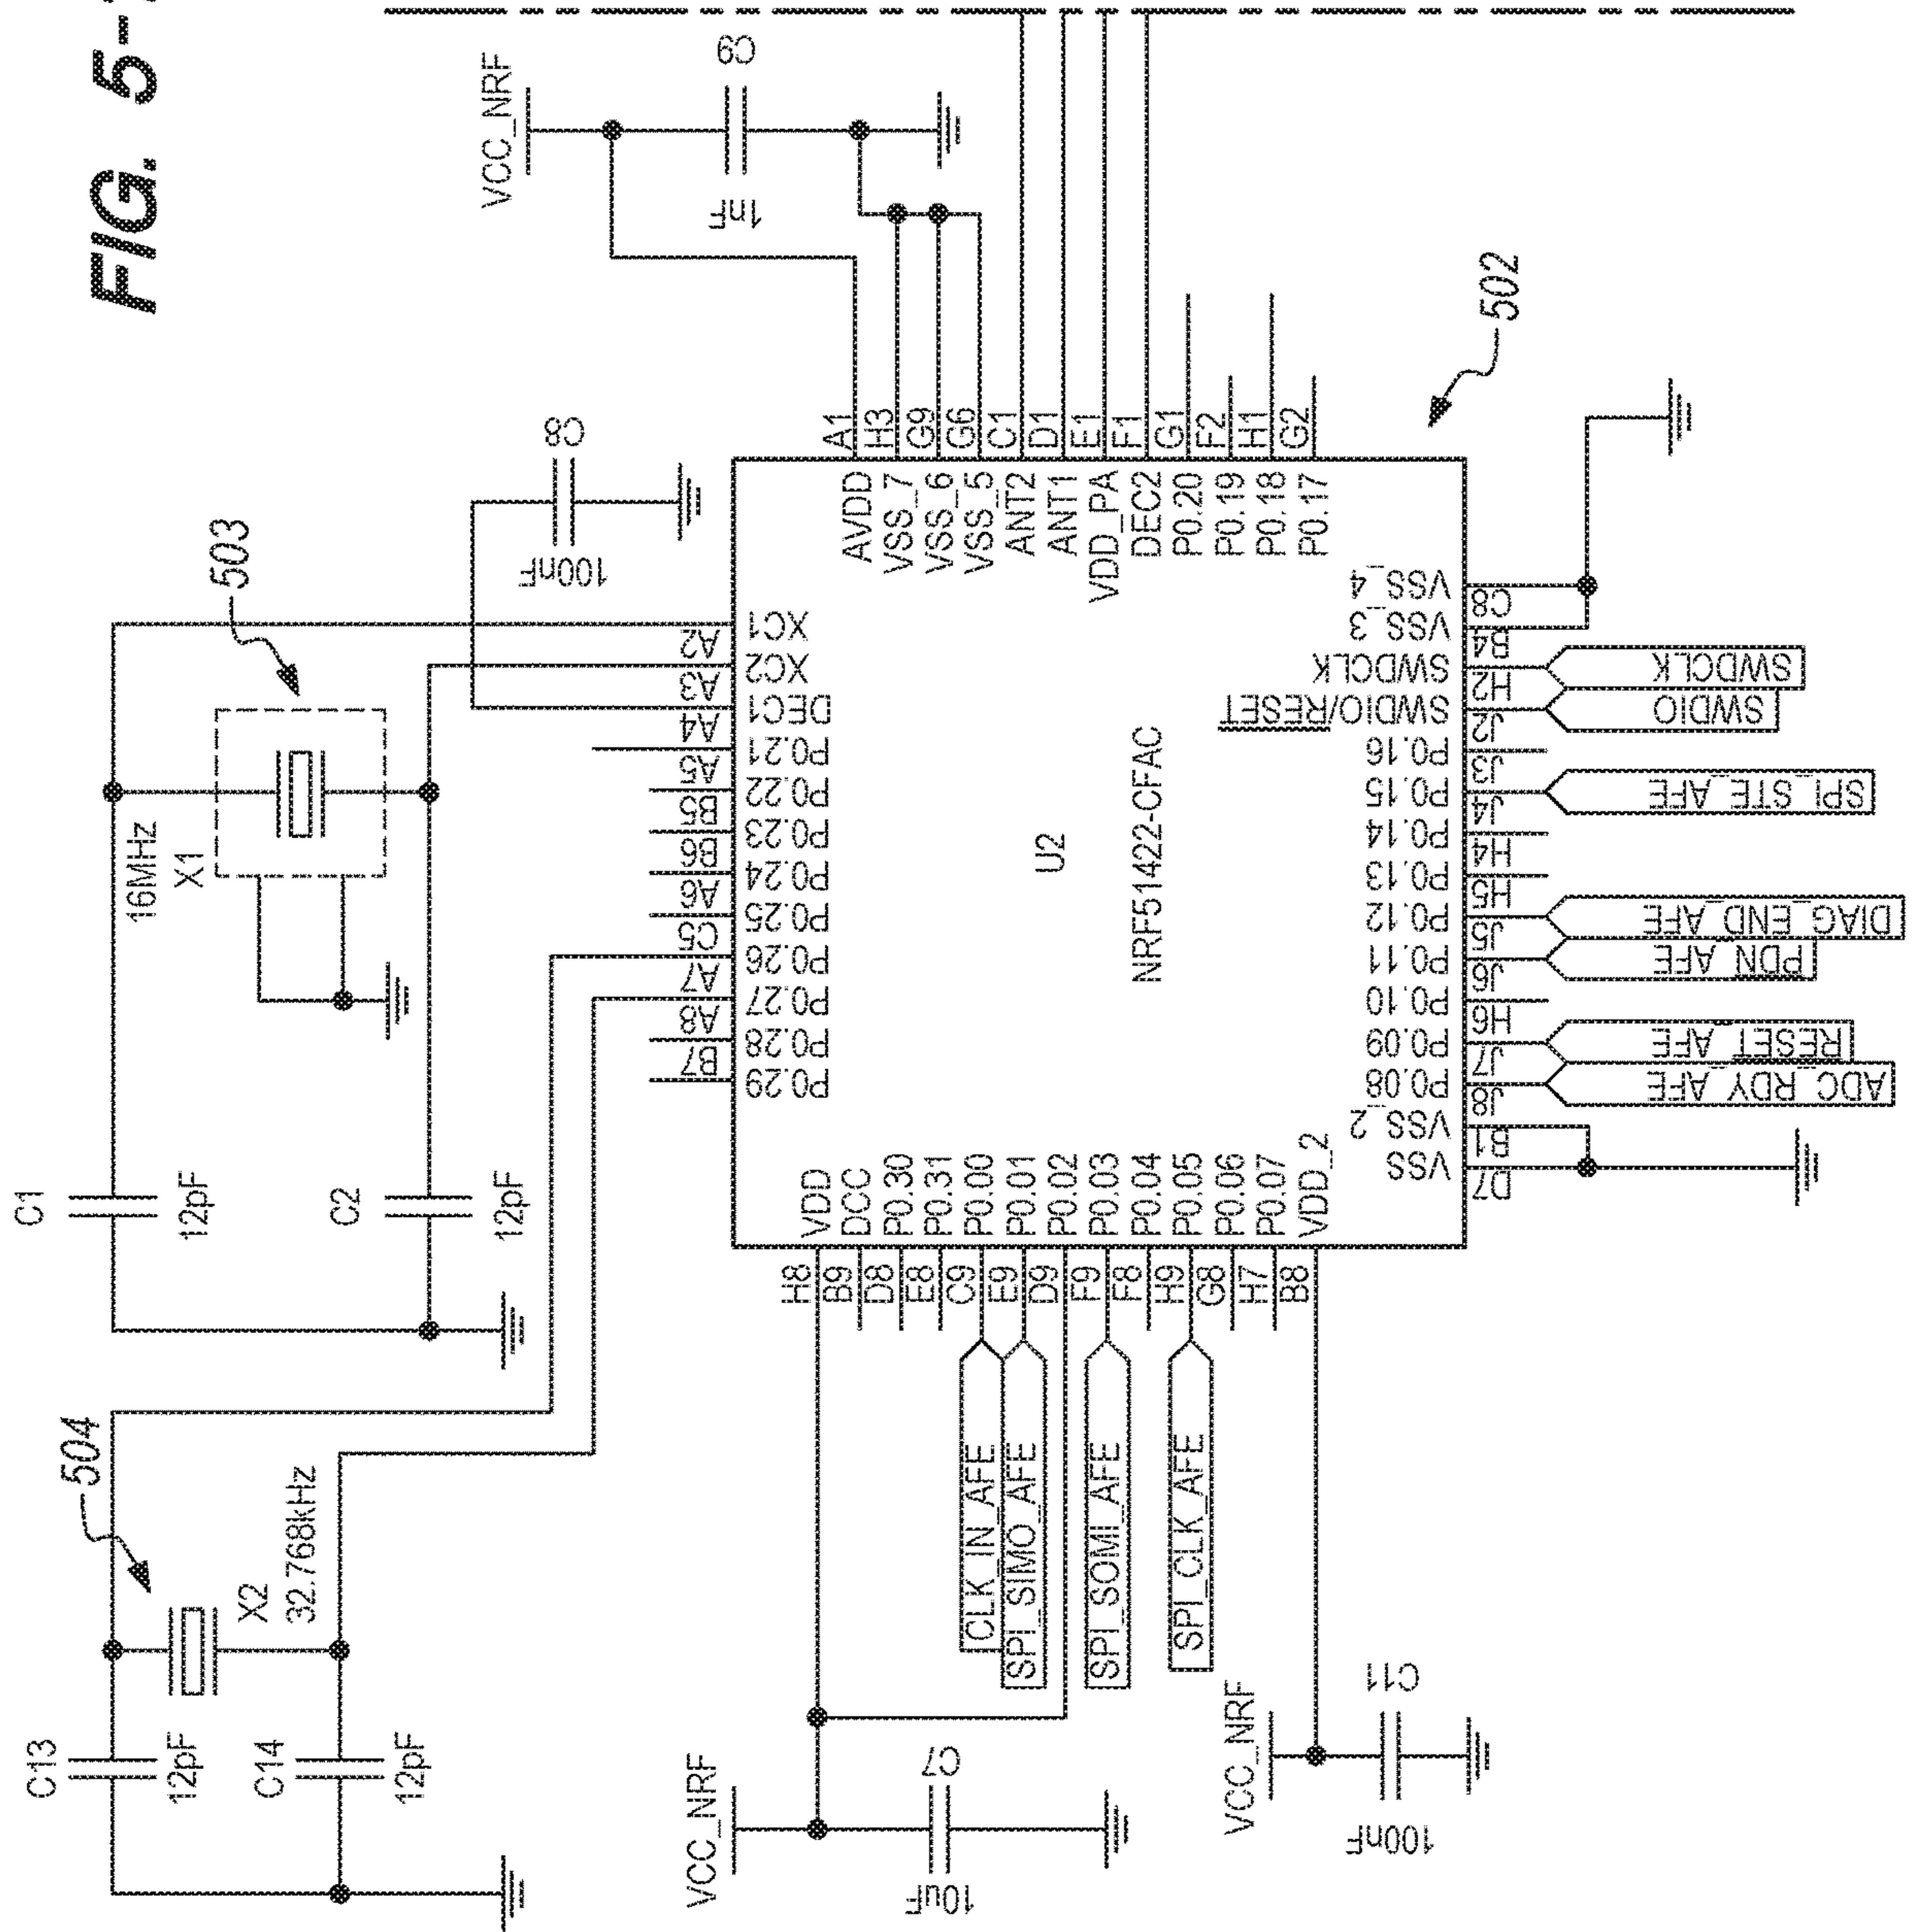 FIG. 5-
C1
12pF
C2
12pF
16MHz
X1
503
504
X2
32.768kHz
C13
12pF
C14
12pF
C8
100nF
VCC_NRF
C9
1nF
502
U2
NRF51422-CFAC
A2 XC1
A3 XC2
A4 DEC1
A5 P0.21
B5 P0.22
B6 P0.23
A6 P0.24
C5 P0.25
A7 P0.26
A8 P0.27
B7 P0.28
P0.29
AVDD A1
VSS_7 H3
VSS_6 G9
VSS_5 G6
ANT2 C1
ANT1 D1
VDD_PA E1
DEC2 F1
P0.20 G1
P0.19 F2
P0.18 H1
P0.17 G2
H8 VDD
B9 DCC
D8 P0.30
E8 P0.31
C9 P0.00
E9 P0.01
D9 P0.02
F9 P0.03
F8 P0.04
H9 P0.05
G8 P0.06
H7 P0.07
B8 VDD_2
VSS_4 C8
VSS_3 B4
SWDCLK H2
SWDIO/RESET J2
P0.16 J3
P0.15 J4
P0.14 H4
P0.13 H5
P0.12 J5
P0.11 J6
P0.10 H6
P0.09 J7
P0.08 J8
VSS_2 B1
VSS D7
CLK_IN_AFE
SPI_SIMO_AFE
SPI_SOMI_AFE
SPI_CLK_AFE
SWDCLK
SWDIO
SPI_STE_AFE
DIAG_END_AFE
PDN_AFE
RESET_AFE
ADC_RDY_AFE
VCC_NRF
C7
10uF
VCC_NRF
C11
100nF